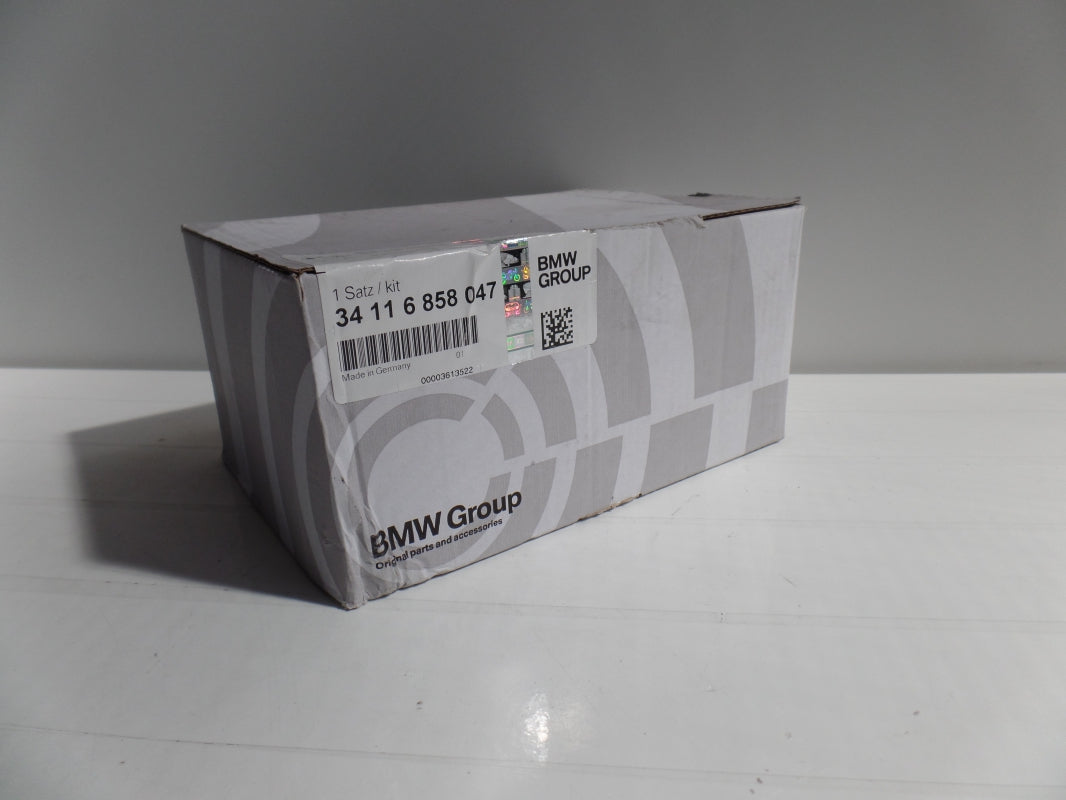 1 Satz / kit
34 11 6 858 047
01
Made in Germany
00003613522
BMW
GROUP
BMW Group
Original parts and accessories